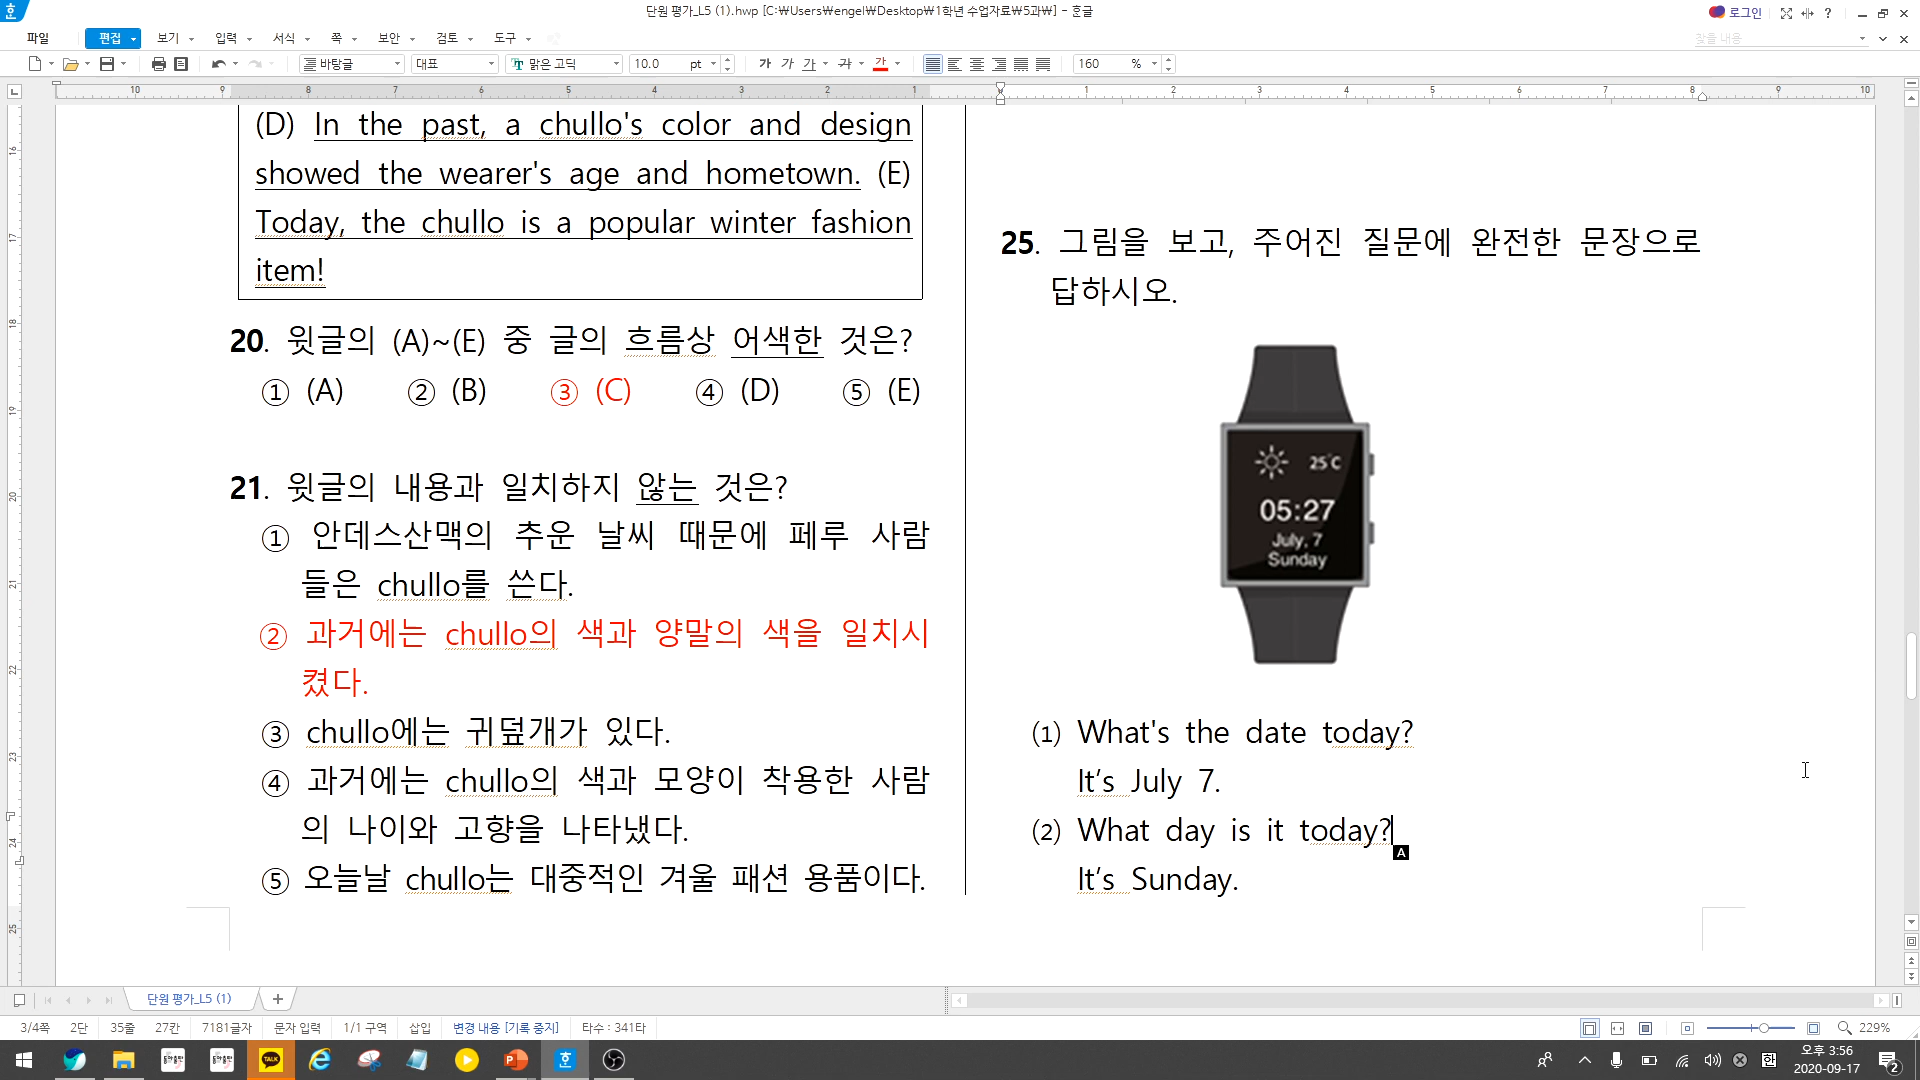 단원 평가_L5 (1).hwp [C:₩Users₩engel₩Desktop₩1학년 수업자료₩5과₩] - 훈글
로그인
파일 편집 보기 입력 서식 쪽 보안 검토 도구
찾을 내용
바탕글 대표 맑은 고딕 10.0 pt 가 가 가 가 가 160 %
(D) In the past, a chullo's color and design
showed the wearer's age and hometown. (E)
Today, the chullo is a popular winter fashion
item!
20. 윗글의 (A)~(E) 중 글의 흐름상 어색한 것은?
① (A) ② (B) ③ (C) ④ (D) ⑤ (E)
21. 윗글의 내용과 일치하지 않는 것은?
① 안데스산맥의 추운 날씨 때문에 페루 사람
들은 chullo를 쓴다.
② 과거에는 chullo의 색과 양말의 색을 일치시
켰다.
③ chullo에는 귀덮개가 있다.
④ 과거에는 chullo의 색과 모양이 착용한 사람
의 나이와 고향을 나타냈다.
⑤ 오늘날 chullo는 대중적인 겨울 패션 용품이다.
25. 그림을 보고, 주어진 질문에 완전한 문장으로
답하시오.
25℃
05:27
July, 7
Sunday
(1) What's the date today?
It’s July 7.
(2) What day is it today?
A
It’s Sunday.
단원 평가_L5 (1)
3/4쪽 2단 35줄 27칸 7181글자 문자 입력 1/1 구역 삽입 변경 내용 [기록 중지] 타수 : 341타
229%
TALK
오후 3:56
2020-09-17
2